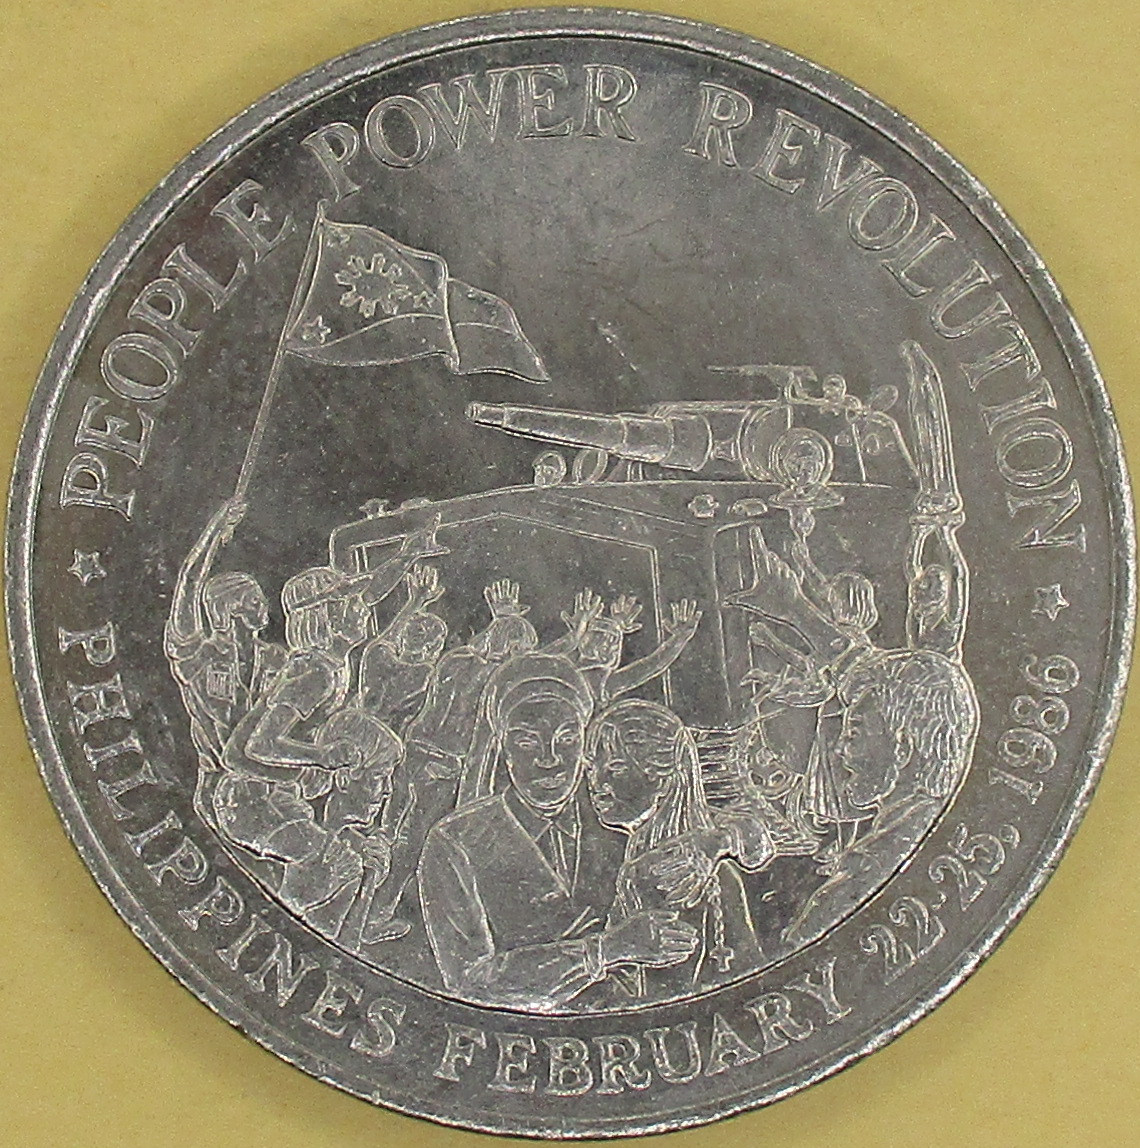 PEOPLE POWER REVOLUTION
PHILIPPINES FEBRUARY 22-25, 1986